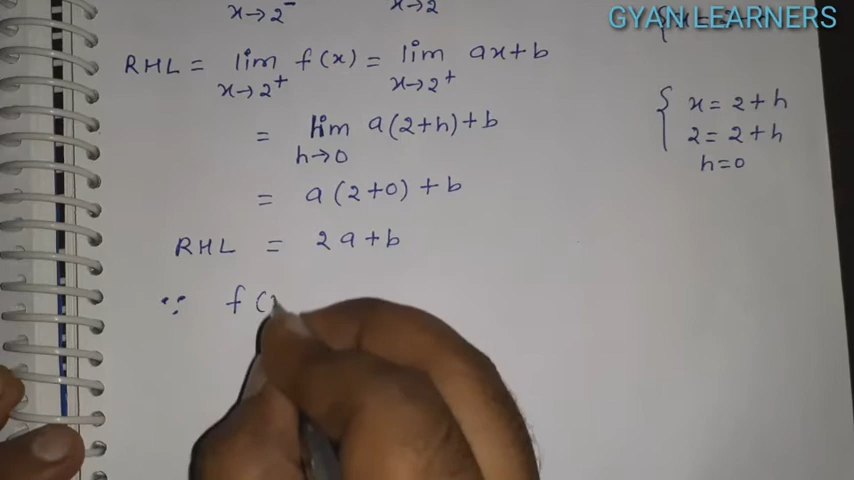 GYAN LEARNERS
x→2⁻ x→2
RHL = lim f(x) = lim ax+b
x→2⁺ x→2⁺
= lim a(2+h)+b
h→0
= a(2+0)+b
RHL = 2a+b
∵ f(
{ x = 2+h
2 = 2+h
h=0